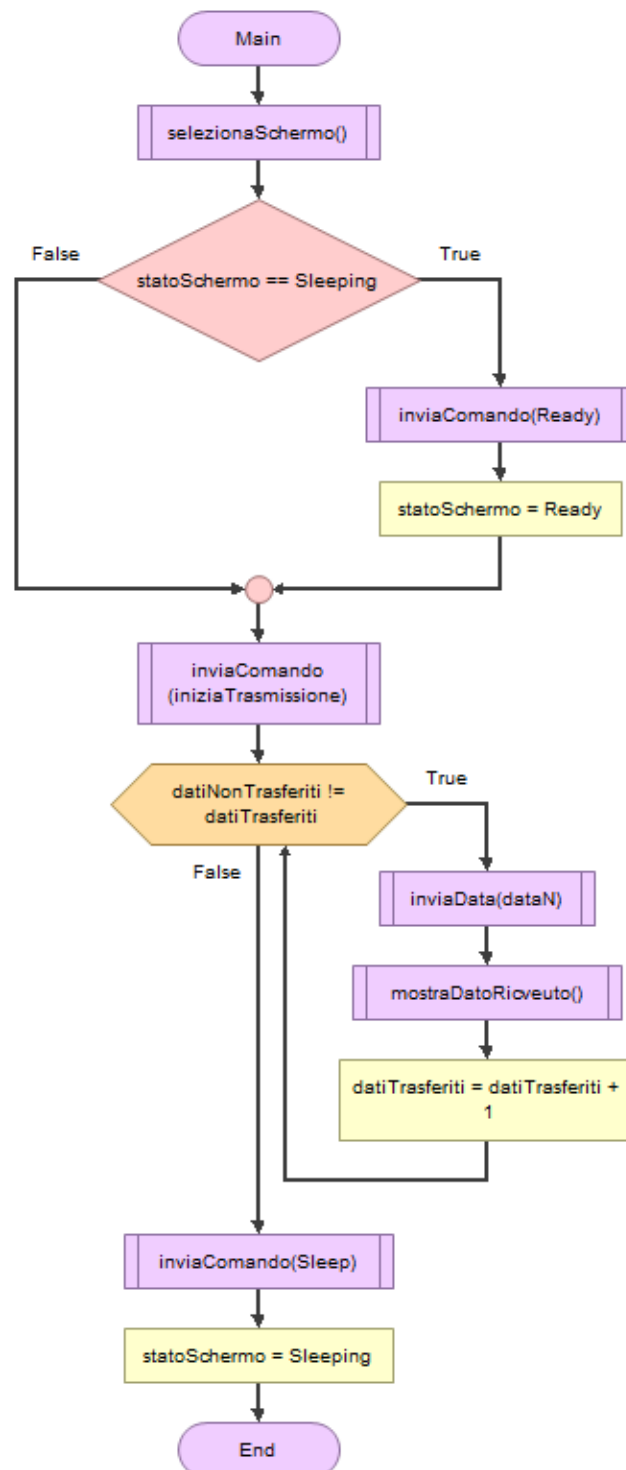 Main
selezionaSchermo()
False
True
statoSchermo == Sleeping
inviaComando(Ready)
statoSchermo = Ready
inviaComando
(iniziaTrasmissione)
datiNonTrasferiti !=
datiTrasferiti
True
False
inviaData(dataN)
mostraDatoRicveuto()
datiTrasferiti = datiTrasferiti +
1
inviaComando(Sleep)
statoSchermo = Sleeping
End